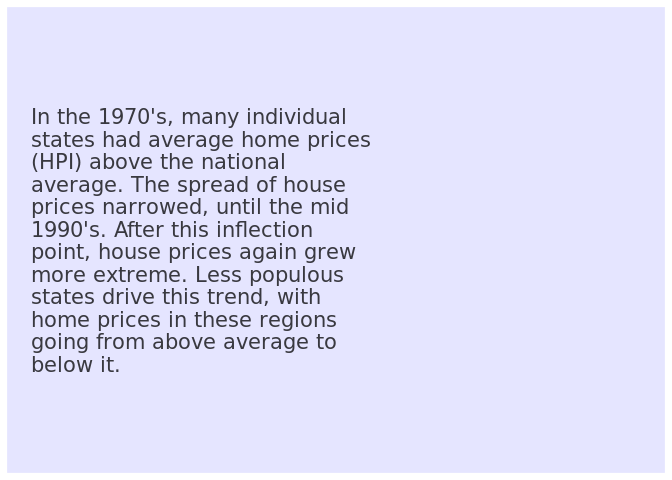 In the 1970's, many individual
states had average home prices
(HPI) above the national
average. The spread of house
prices narrowed, until the mid
1990's. After this inflection
point, house prices again grew
more extreme. Less populous
states drive this trend, with
home prices in these regions
going from above average to
below it.